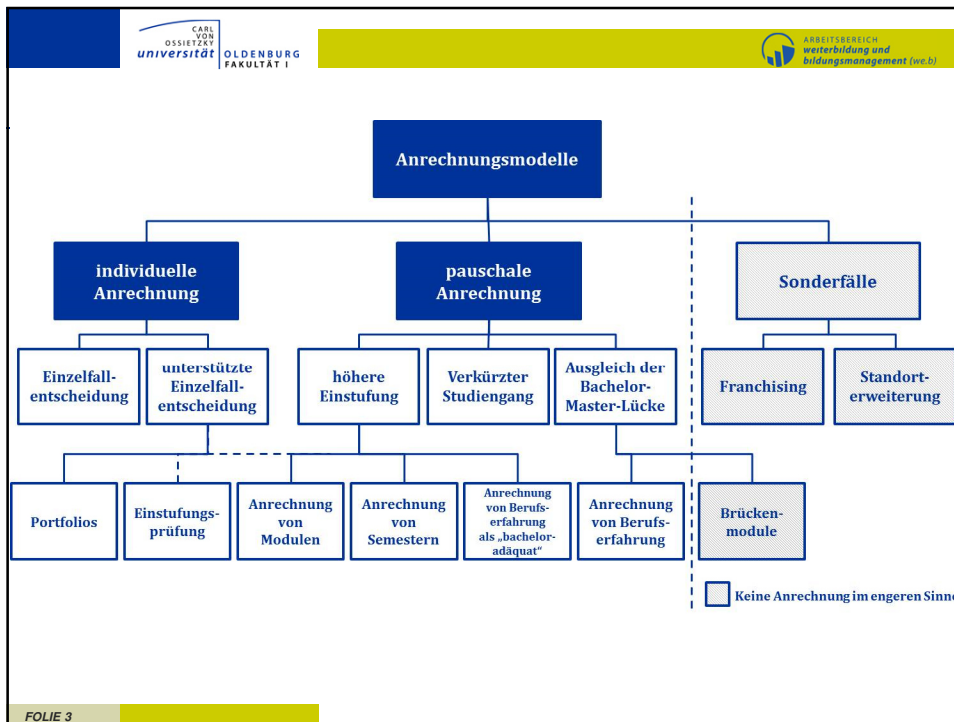 CARL
VON
OSSIETZKY
universität OLDENBURG
FAKULTÄT I
ARBEITSBEREICH
weiterbildung und
bildungsmanagement (we.b)
Anrechnungsmodelle
individuelle
Anrechnung
pauschale
Anrechnung
Sonderfälle
Einzelfall-
entscheidung
unterstützte
Einzelfall-
entscheidung
höhere
Einstufung
Verkürzter
Studiengang
Ausgleich der
Bachelor-
Master-Lücke
Franchising
Standort-
erweiterung
Portfolios
Einstufungs-
prüfung
Anrechnung
von
Modulen
Anrechnung
von
Semestern
Anrechnung
von Berufs-
erfahrung
als „bachelor-
adäquat“
Anrechnung
von Berufs-
erfahrung
Brücken-
module
Keine Anrechnung im engeren Sinne
FOLIE 3